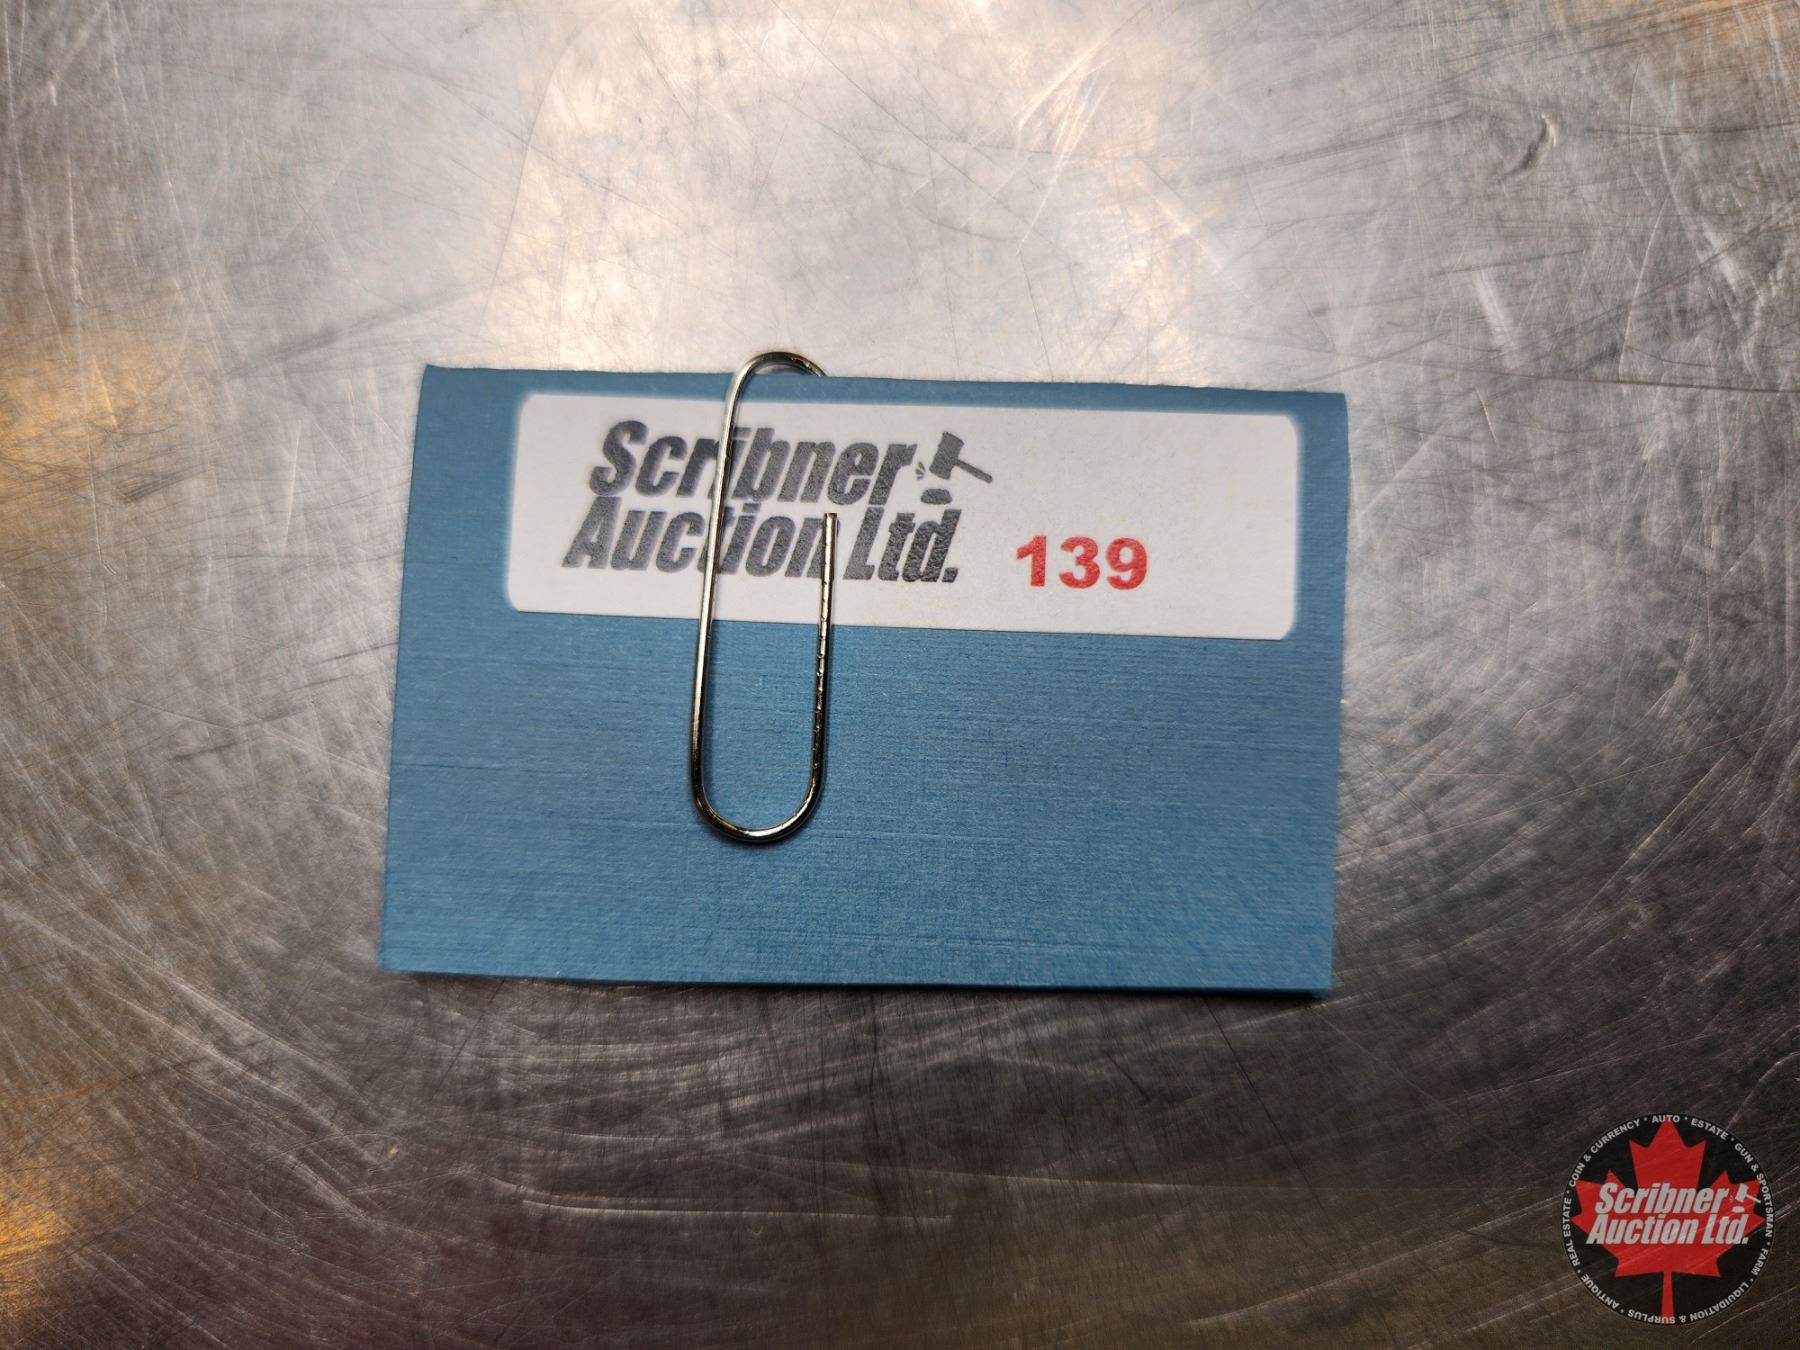 Scribner
Auction Ltd.
139
COIN & CURRENCY * AUTO * ESTATE * GUN & SPORTSMAN * FARM * LIQUIDATION & SURPLUS * ANTIQUE * REAL ESTATE *
Scribner
Auction Ltd.